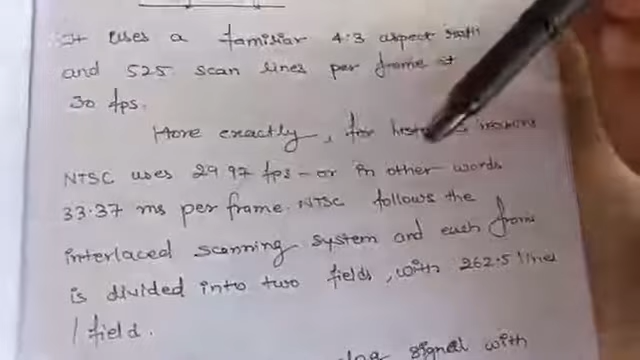 It uses a familiar 4:3 aspect
and 525 scan lines per frame at
30 fps.
More exactly, for reasons
NTSC uses 29.97 fps - or in other words
33.37 ms per frame. NTSC follows the
interlaced scanning system and each frame
is divided into two fields, with 262.5 lines
/ field.
signal with